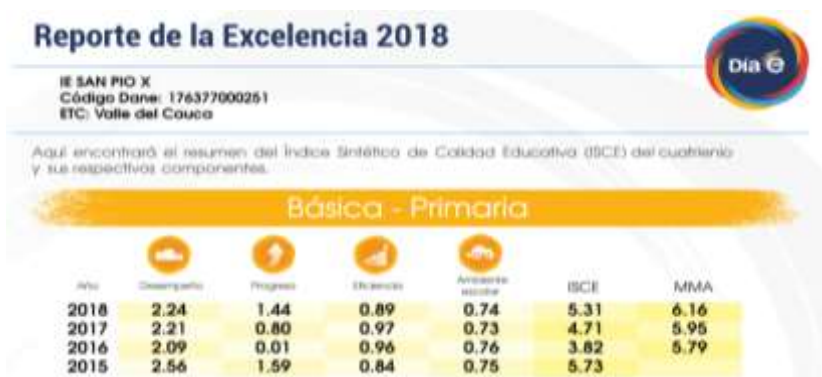 Reporte de la Excelencia 2018
Día é
IE SAN PIO X
Código Dane: 176377000251
ETC: Valle del Cauca
Aquí encontrará el resumen del Índice Sintético de Calidad Educativa (ISCE) del cuatrienio
y sus respectivos componentes.
Básica - Primaria
Año Desempeño Progreso Eficiencia Ambiente escolar ISCE MMA
2018 2.24 1.44 0.89 0.74 5.31 6.16
2017 2.21 0.80 0.97 0.73 4.71 5.95
2016 2.09 0.01 0.96 0.76 3.82 5.79
2015 2.56 1.59 0.84 0.75 5.73